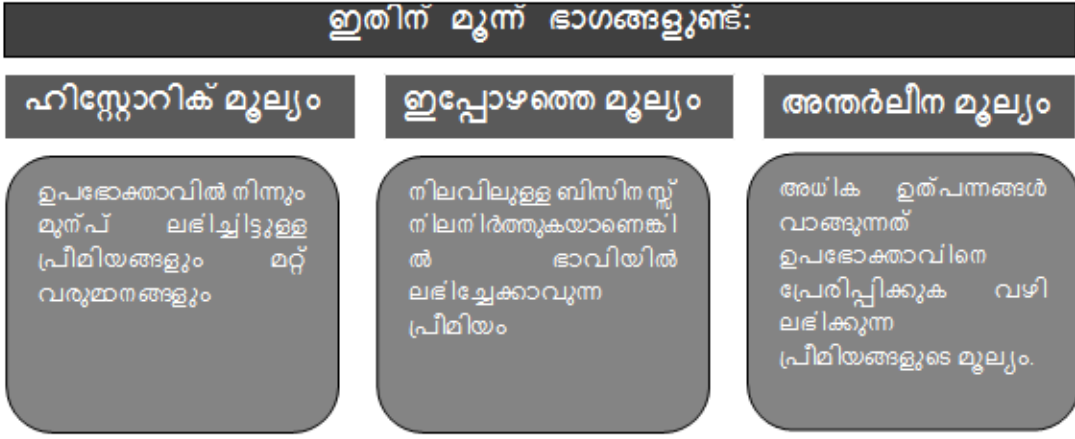 ഇതിന് മൂന്ന് ഭാഗങ്ങളുണ്ട്:
ഹിസ്റ്റോറിക് മൂല്യം
ഉപഭോക്താവിൽ നിന്നും
മുന്പ് ലഭിച്ചിട്ടുള്ള
പ്രീമിയങ്ങളും മറ്റ്
വരുമാനങ്ങളും
ഇപ്പോഴത്തെ മൂല്യം
നിലവിലുള്ള ബിസിനസ്സ്
നിലനിർത്തുകയാണെങ്കി
ൽ ഭാവിയിൽ
ലഭിച്ചേക്കാവുന്ന
പ്രീമിയം
അന്തർലീന മൂല്യം
അധിക ഉത്പന്നങ്ങൾ
വാങ്ങുന്നത്
ഉപഭോക്താവിനെ
പ്രേരിപ്പിക്കുക വഴി
ലഭിക്കുന്ന
പ്രീമിയങ്ങളുടെ മൂല്യം.